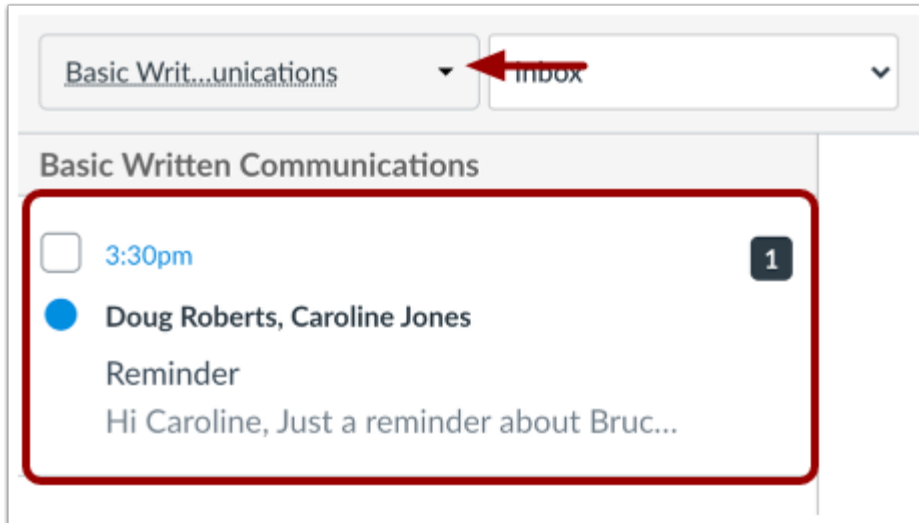 Basic Writ...unications
Inbox
Basic Written Communications
3:30pm
1
Doug Roberts, Caroline Jones
Reminder
Hi Caroline, Just a reminder about Bruc...